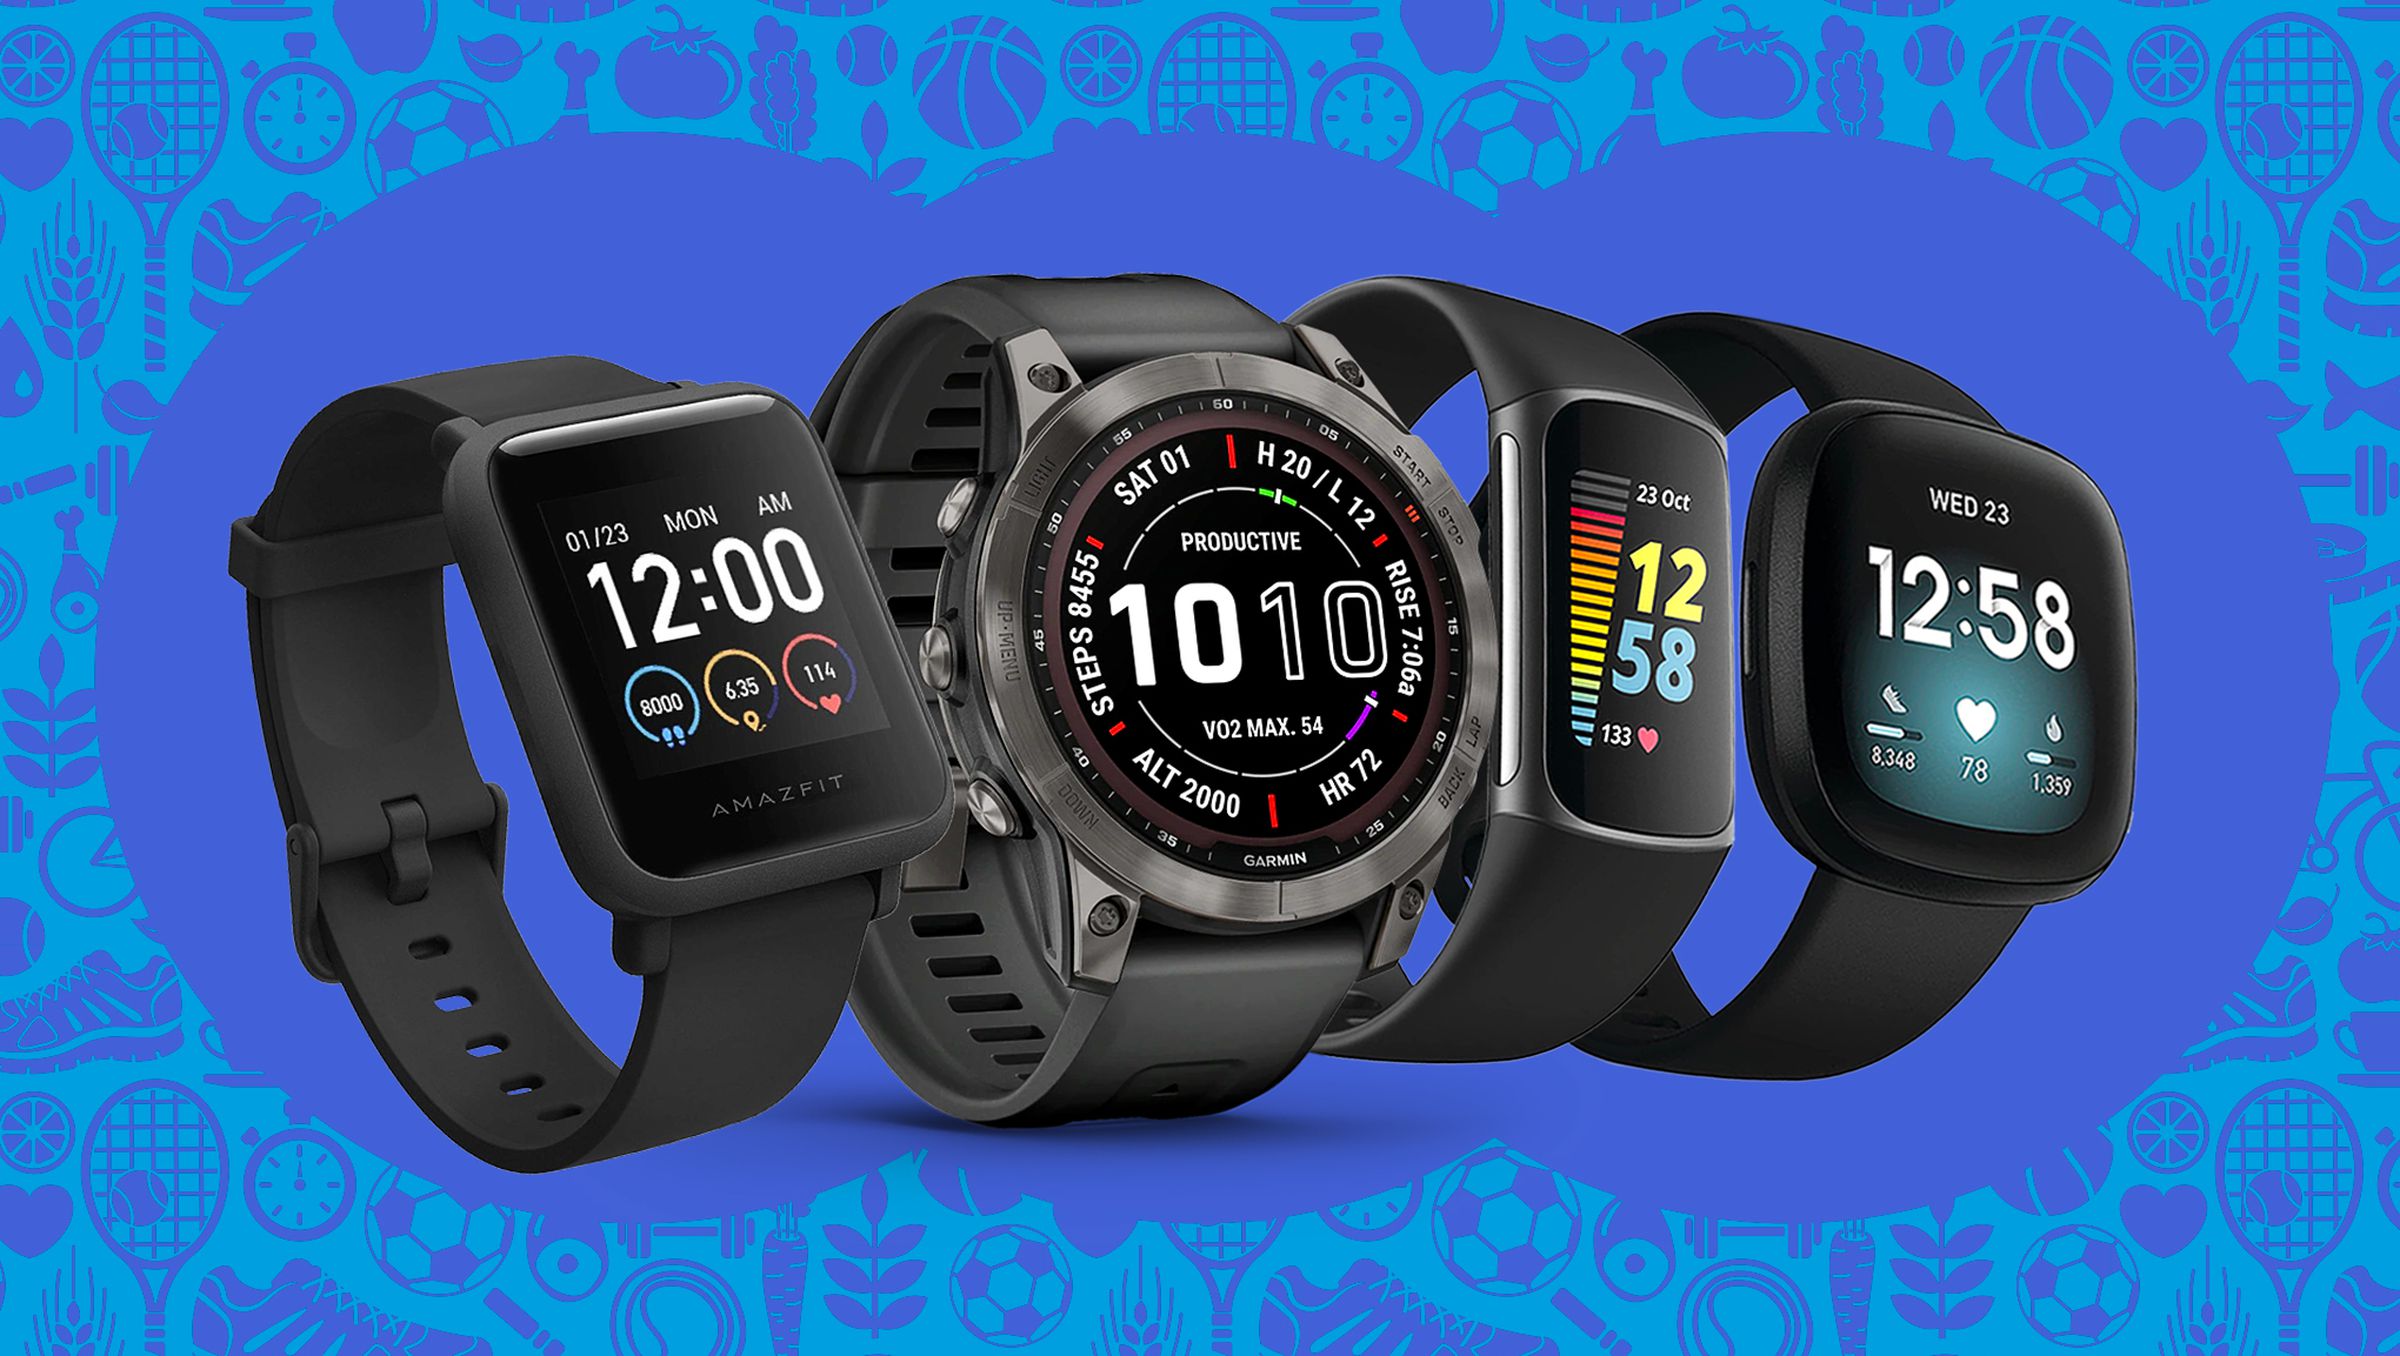 01/23 MON AM
12:00
8000 6.35 114
AMAZFIT
60
05
15
20
25
35
40
45
50
55
LIGHT
START
STOP
UP·MENU
DOWN
BACK
LAP
SAT 01
H 20 / L 12
PRODUCTIVE
STEPS 8455
10 10
RISE 7:06a
VO2 MAX. 54
ALT 2000
HR 72
GARMIN
23 Oct
12
58
133
WED 23
12:58
8,348 78 1,359